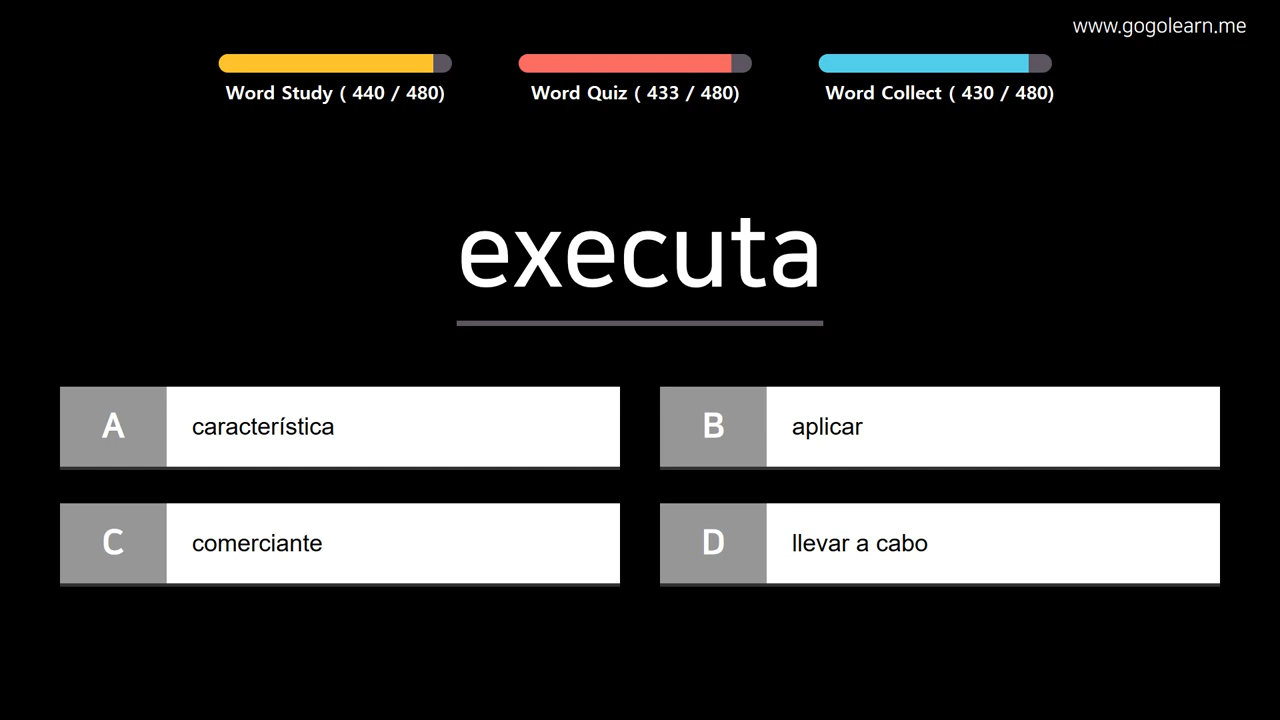 www.gogolearn.me
Word Study ( 440 / 480)
Word Quiz ( 433 / 480)
Word Collect ( 430 / 480)
executa
A característica
B aplicar
C comerciante
D llevar a cabo